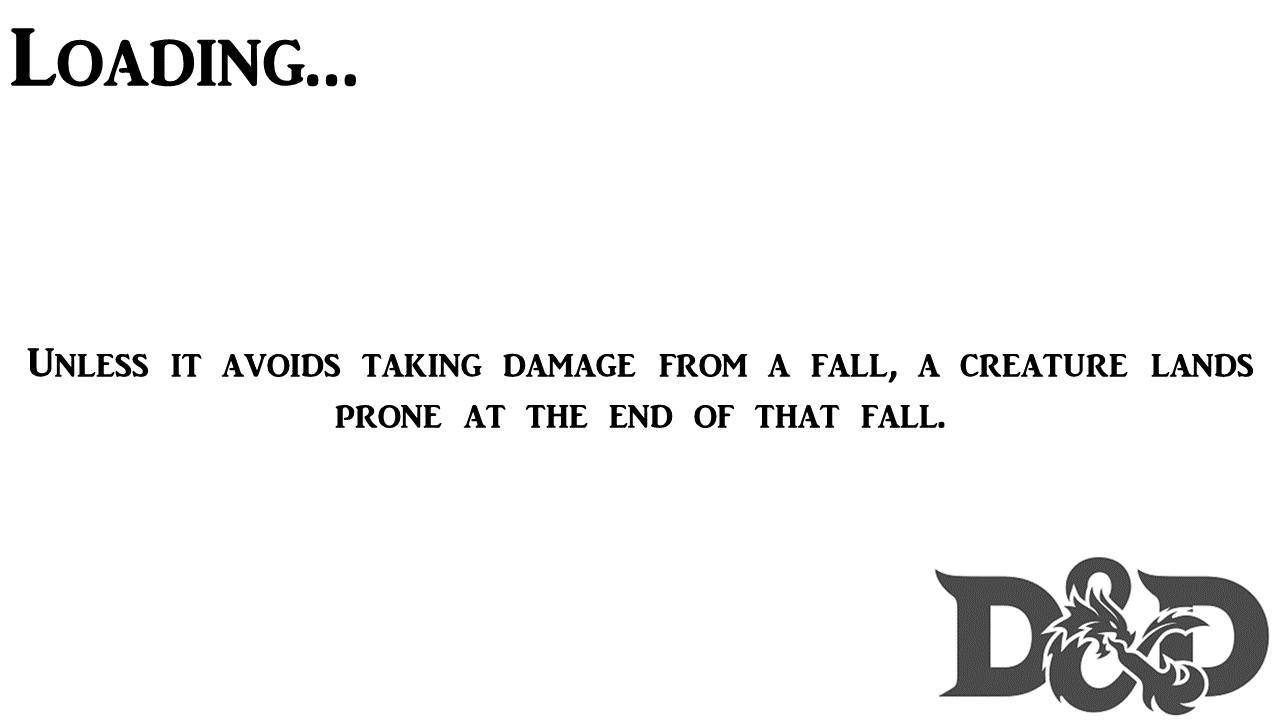 Loading...
Unless it avoids taking damage from a fall, a creature lands
prone at the end of that fall.
D&D